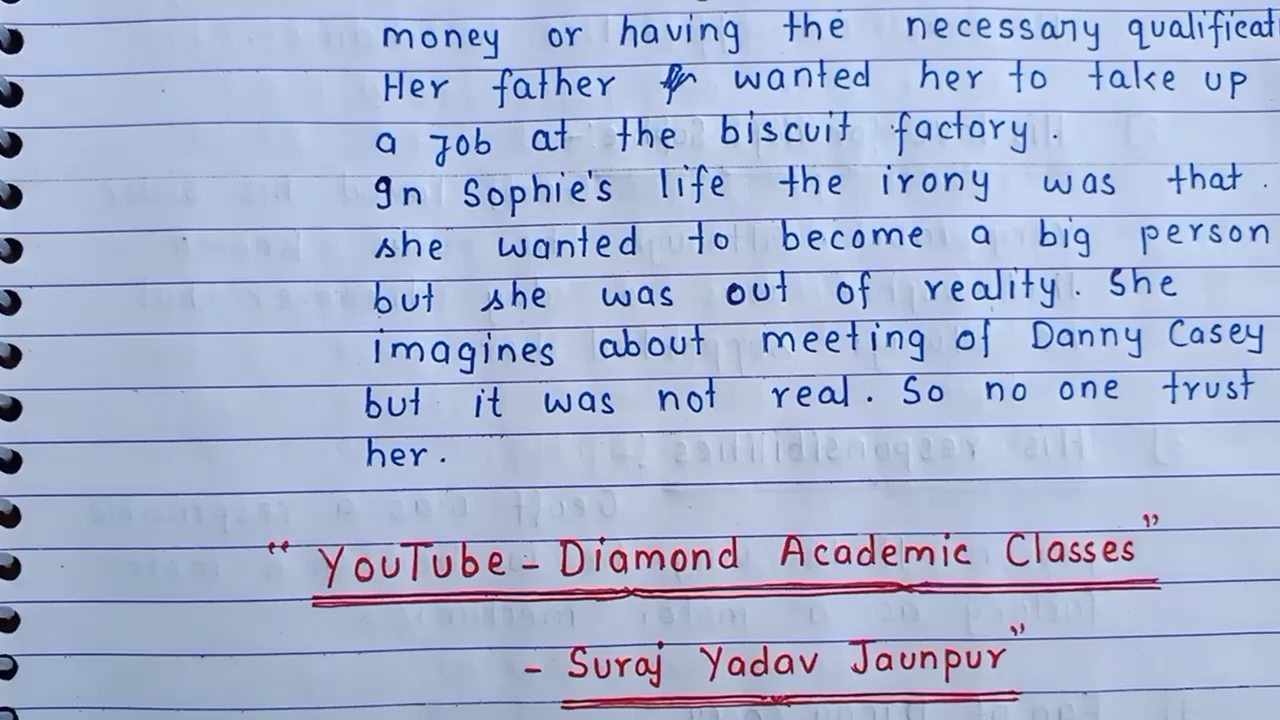 money or having the necessary qualificat
Her father wanted her to take up
a job at the biscuit factory.
In Sophie's life the irony was that.
she wanted to become a big person
but she was out of reality. She
imagines about meeting of Danny Casey
but it was not real. So no one trust
her.
“ YouTube - Diamond Academic Classes ”
- Suraj Yadav Jaunpur ”